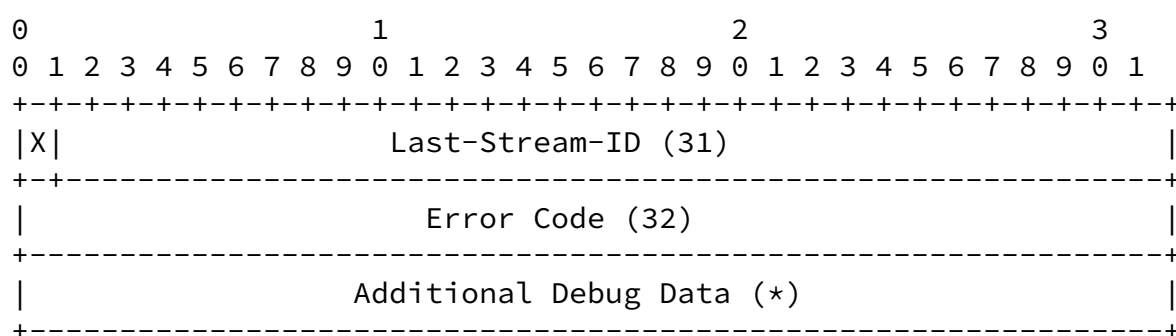 0                   1                   2                   3
0 1 2 3 4 5 6 7 8 9 0 1 2 3 4 5 6 7 8 9 0 1 2 3 4 5 6 7 8 9 0 1
+-+-+-+-+-+-+-+-+-+-+-+-+-+-+-+-+-+-+-+-+-+-+-+-+-+-+-+-+-+-+-+-+
|X|                  Last-Stream-ID (31)                        |
+-+-------------------------------------------------------------+
|                      Error Code (32)                          |
+---------------------------------------------------------------+
|                  Additional Debug Data (*)                    |
+---------------------------------------------------------------+